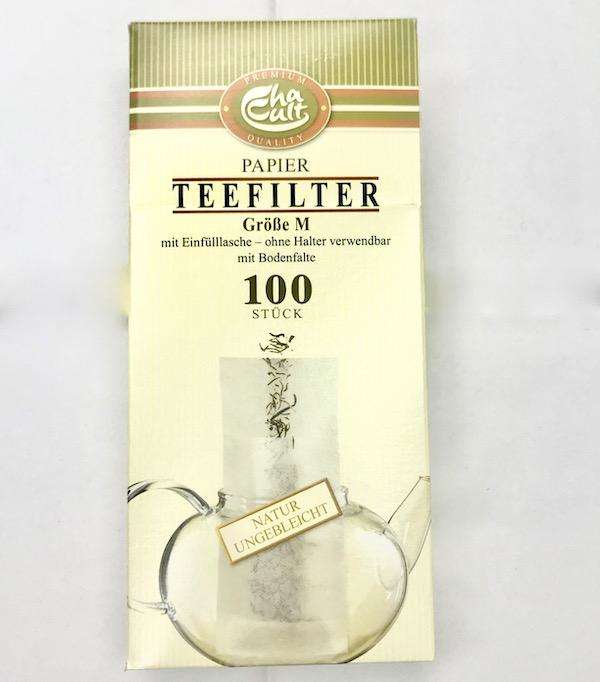 PREMIUM
Cha
Cult
QUALITY
PAPIER
TEEFILTER
Größe M
mit Einfülllasche – ohne Halter verwendbar
mit Bodenfalte
100
STÜCK
NATUR
UNGEBLEICHT